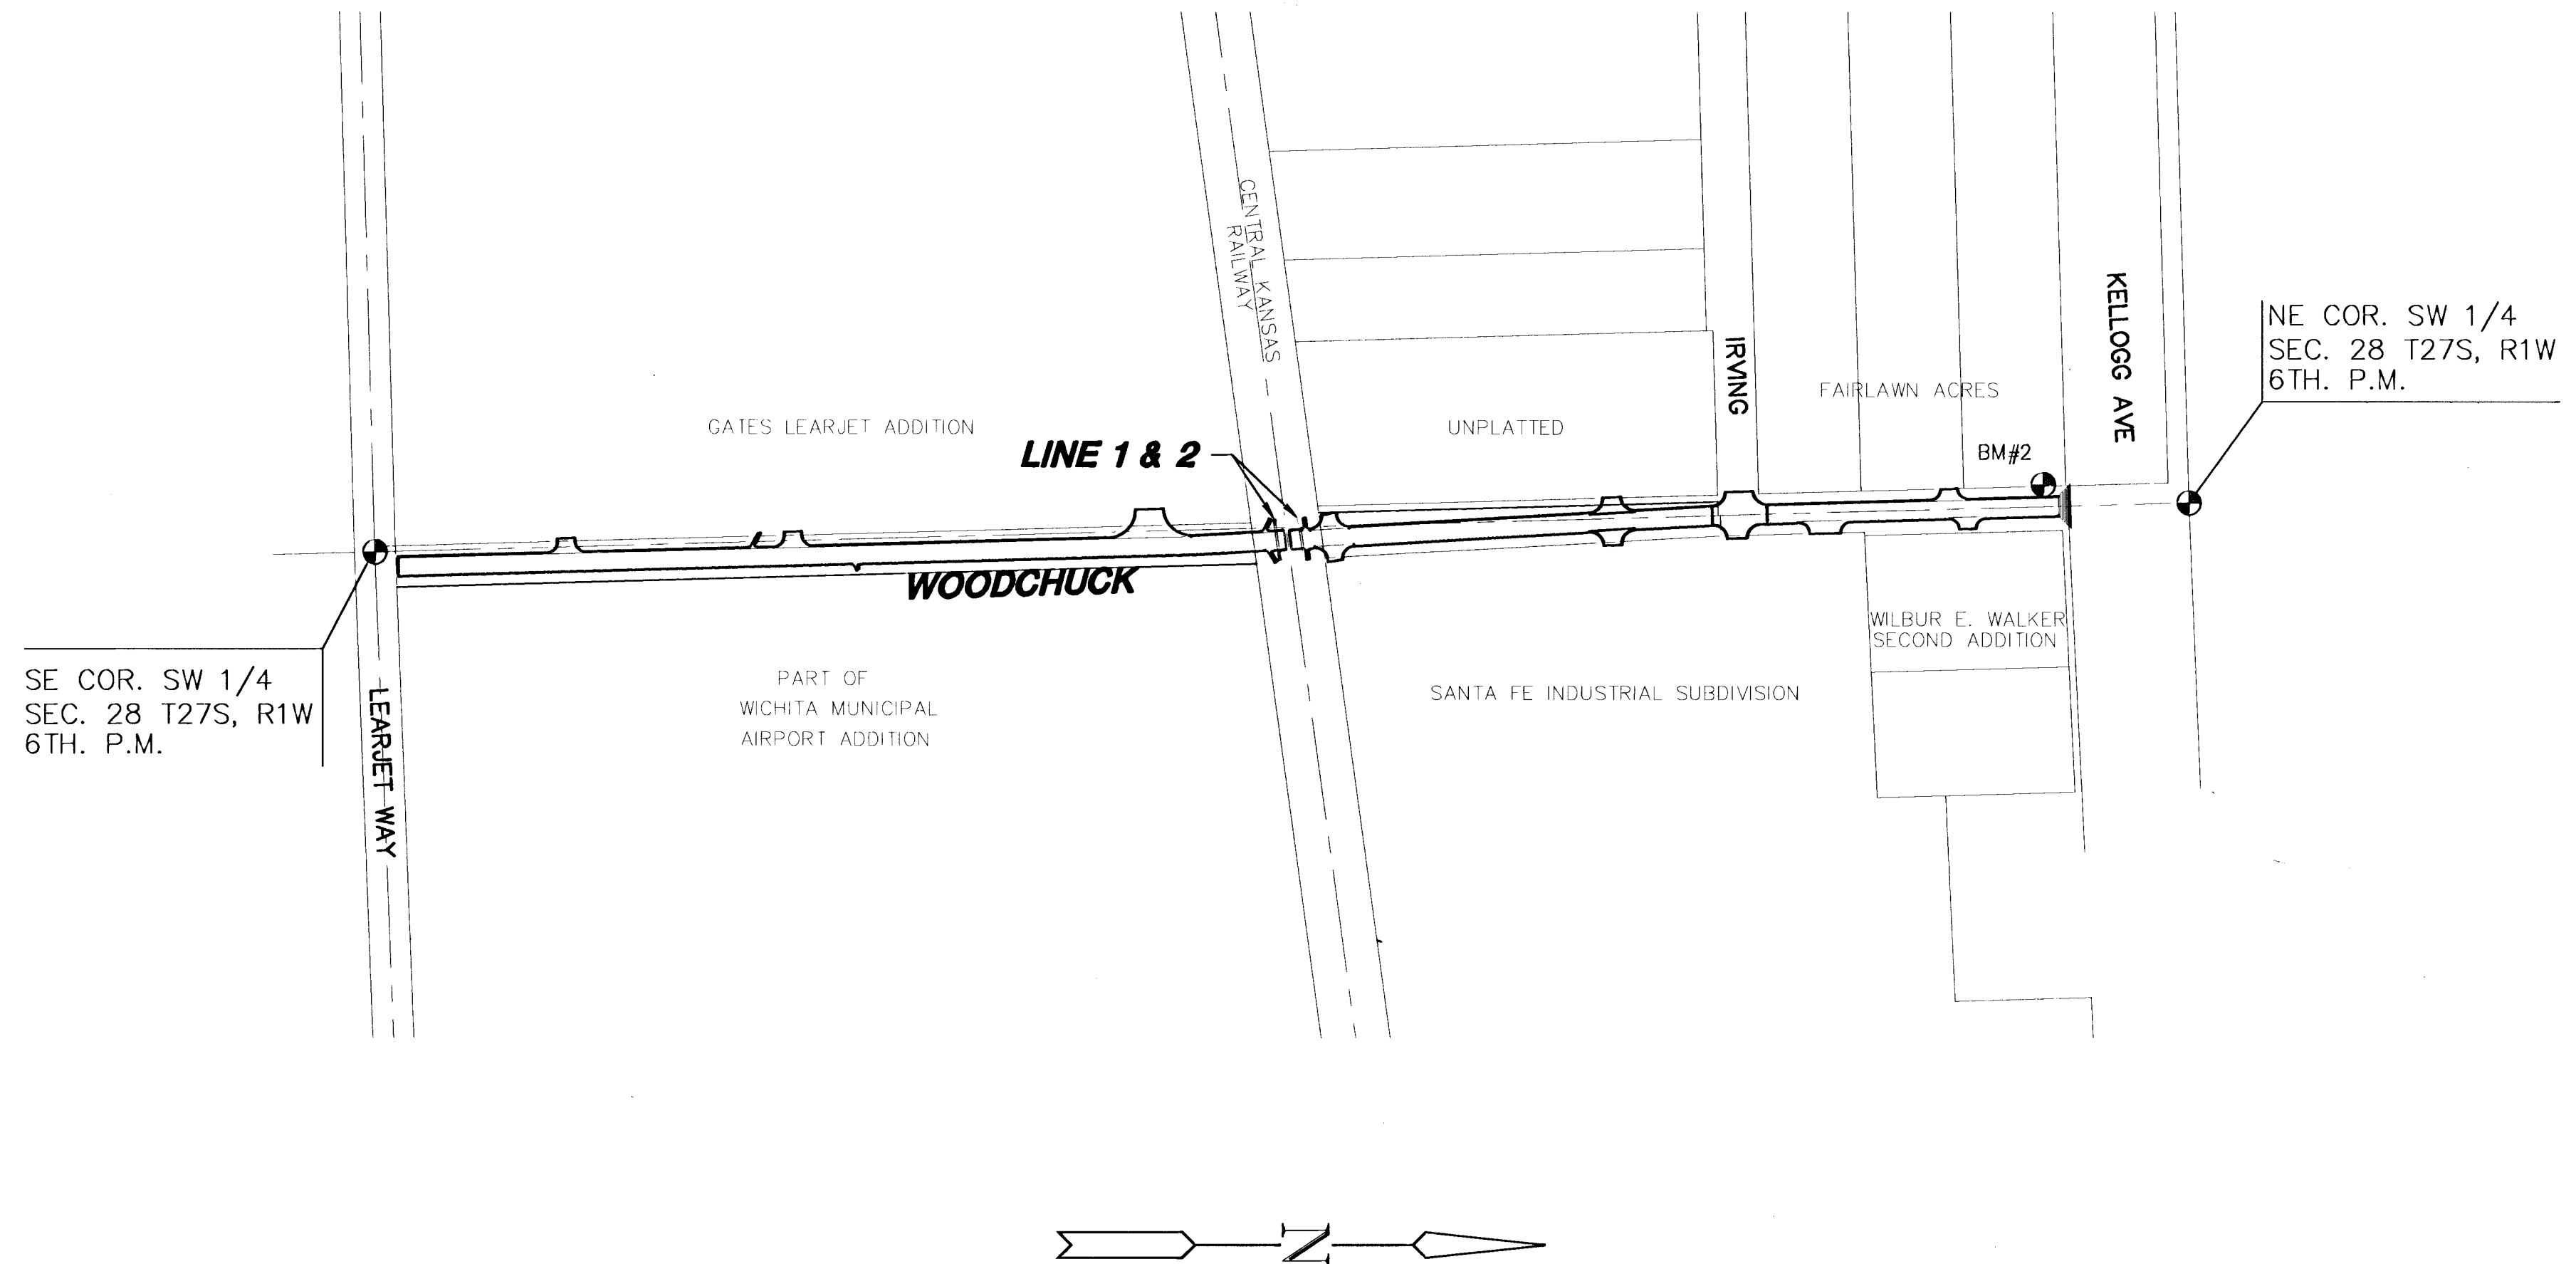 CENTRAL KANSAS
RAILWAY
KELLOGG AVE
NE COR. SW 1/4
SEC. 28 T27S, R1W
6TH. P.M.
IRVING
FAIRLAWN ACRES
GATES LEARJET ADDITION
UNPLATTED
LINE 1 & 2
BM#2
WOODCHUCK
WILBUR E. WALKER
SECOND ADDITION
SE COR. SW 1/4
SEC. 28 T27S, R1W
6TH. P.M.
LEARJET WAY
PART OF
WICHITA MUNICIPAL
AIRPORT ADDITION
SANTA FE INDUSTRIAL SUBDIVISION
N